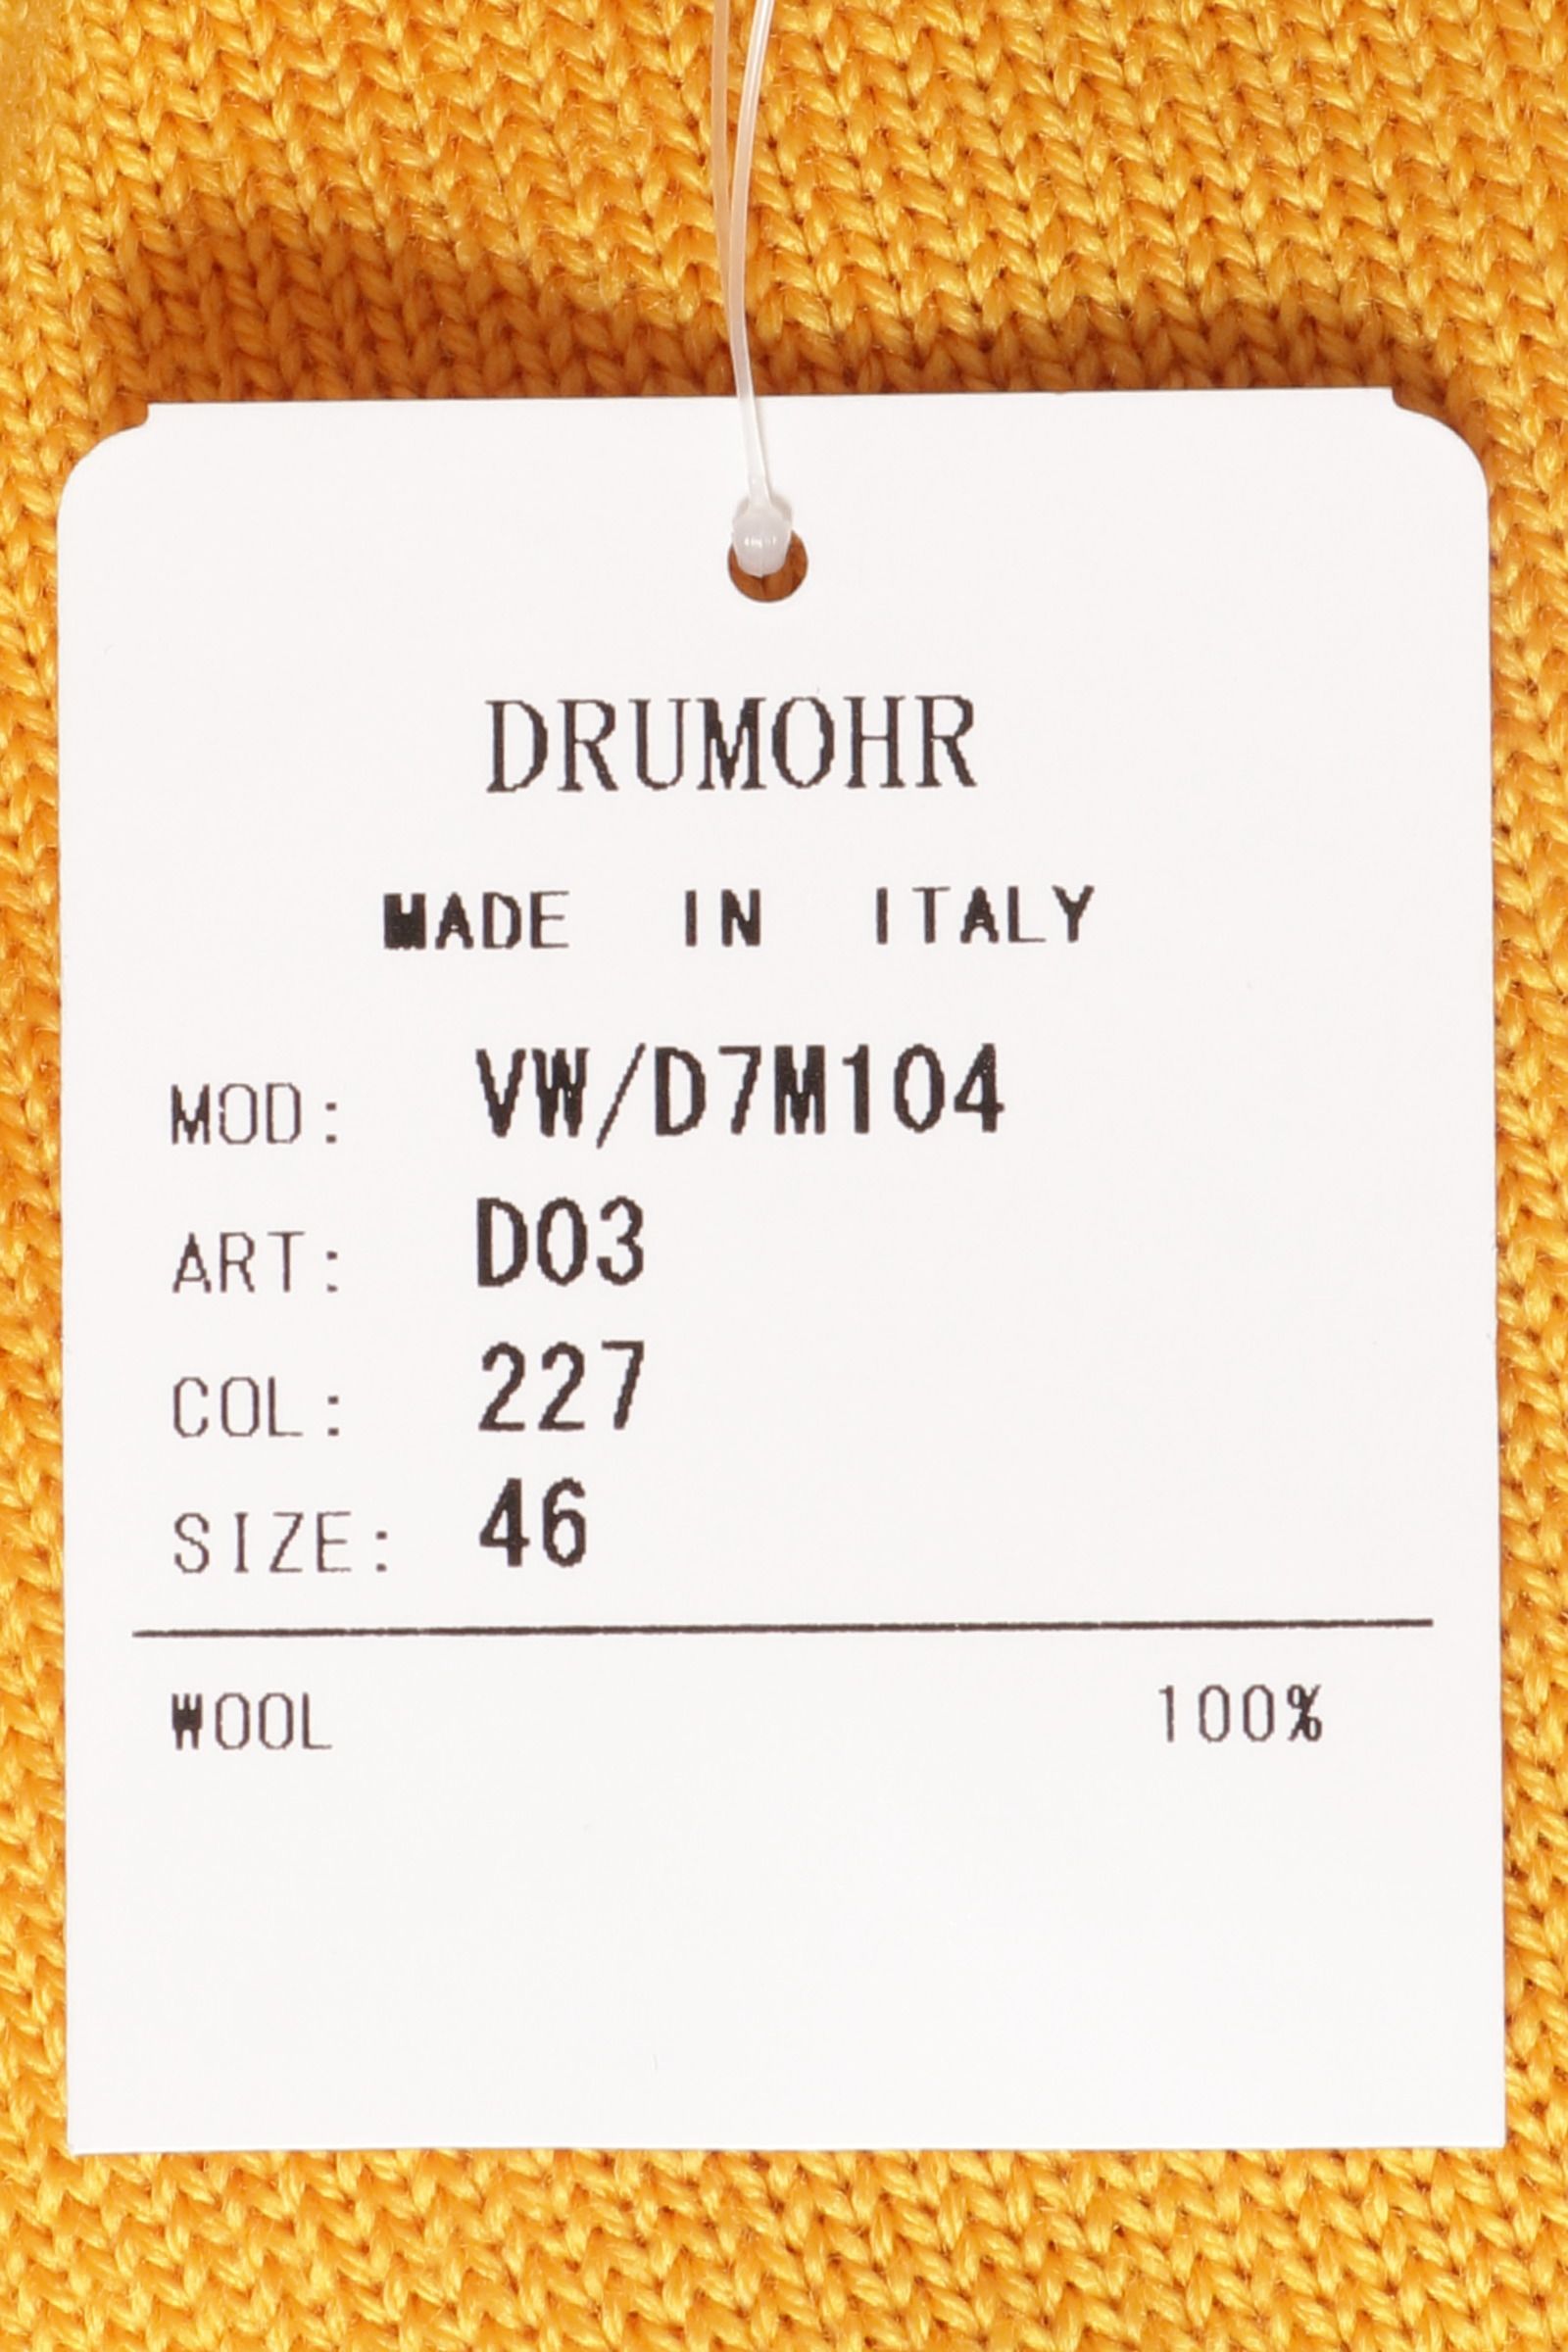 DRUMOHR
MADE IN ITALY
MOD: VW/D7M104
ART: D03
COL: 227
SIZE: 46
WOOL 100%